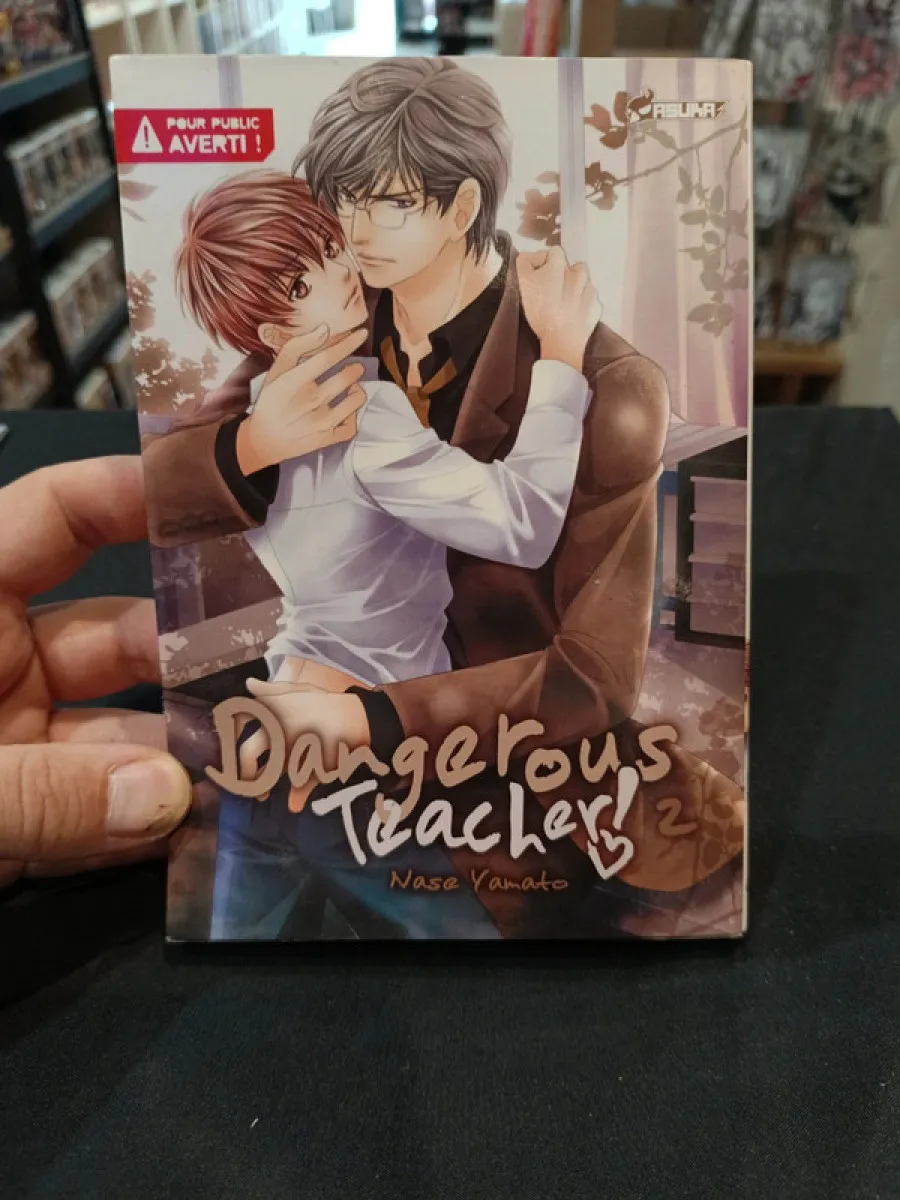 POUR PUBLIC
AVERTI !
ASUKA
Dangerous
Teacher!
2
Nase Yamato